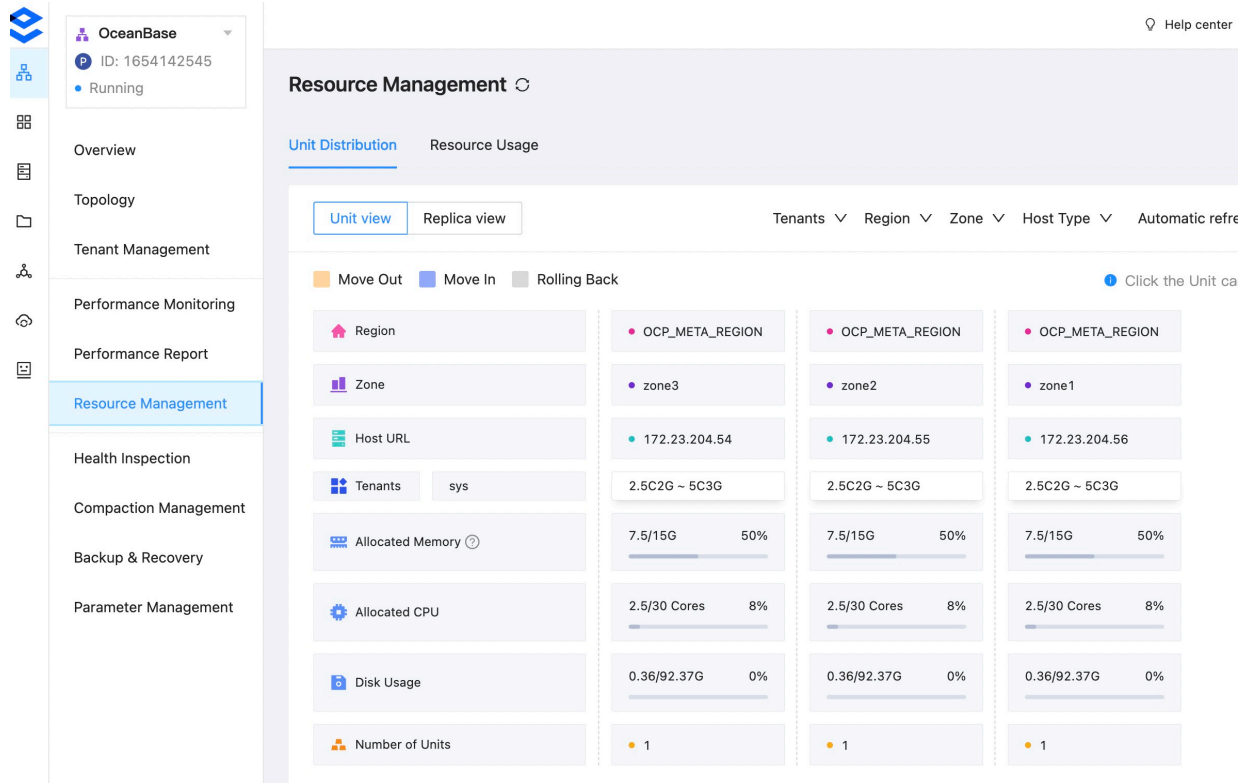 Help center
OceanBase
P ID: 1654142545
Running
Overview
Topology
Tenant Management
Performance Monitoring
Performance Report
Resource Management
Health Inspection
Compaction Management
Backup & Recovery
Parameter Management
Resource Management
Unit Distribution Resource Usage
Unit view Replica view Tenants Region Zone Host Type Automatic refre
Move Out Move In Rolling Back Click the Unit ca
Region OCP_META_REGION OCP_META_REGION OCP_META_REGION
Zone zone3 zone2 zone1
Host URL 172.23.204.54 172.23.204.55 172.23.204.56
Tenants sys 2.5C2G ~ 5C3G 2.5C2G ~ 5C3G 2.5C2G ~ 5C3G
Allocated Memory ? 7.5/15G 50% 7.5/15G 50% 7.5/15G 50%
Allocated CPU 2.5/30 Cores 8% 2.5/30 Cores 8% 2.5/30 Cores 8%
Disk Usage 0.36/92.37G 0% 0.36/92.37G 0% 0.36/92.37G 0%
Number of Units 1 1 1